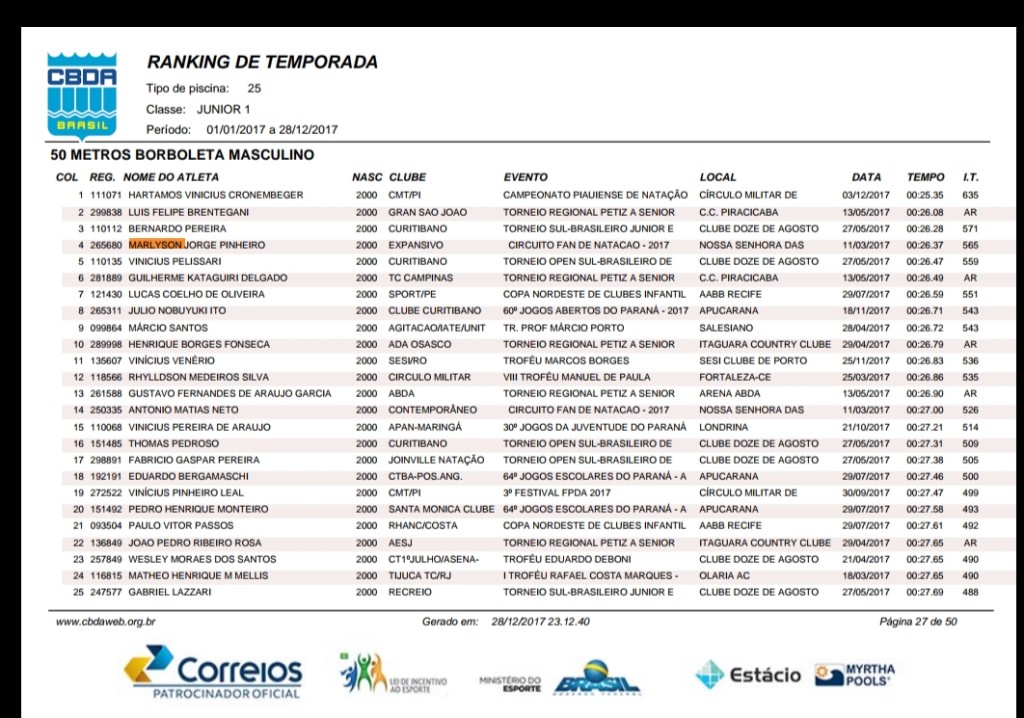 CBDA
BRASIL
RANKING DE TEMPORADA
Tipo de piscina: 25
Classe: JUNIOR 1
Período: 01/01/2017 a 28/12/2017
50 METROS BORBOLETA MASCULINO
COL REG. NOME DO ATLETA NASC CLUBE EVENTO LOCAL DATA TEMPO I.T.
1 111071 HARTAMOS VINICIUS CRONEMBEGER 2000 CMT/PI CAMPEONATO PIAUIENSE DE NATAÇÃO CÍRCULO MILITAR DE 03/12/2017 00:25.35 635
2 299838 LUIS FELIPE BRENTEGANI 2000 GRAN SAO JOAO TORNEIO REGIONAL PETIZ A SENIOR C.C. PIRACICABA 13/05/2017 00:26.08 AR
3 110112 BERNARDO PEREIRA 2000 CURITIBANO TORNEIO SUL-BRASILEIRO JUNIOR E CLUBE DOZE DE AGOSTO 27/05/2017 00:26.28 571
4 265680 MARLYSON JORGE PINHEIRO 2000 EXPANSIVO CIRCUITO FAN DE NATACAO - 2017 NOSSA SENHORA DAS 11/03/2017 00:26.37 565
5 110135 VINICIUS PELISSARI 2000 CURITIBANO TORNEIO OPEN SUL-BRASILEIRO DE CLUBE DOZE DE AGOSTO 27/05/2017 00:26.47 559
6 281889 GUILHERME KATAGUIRI DELGADO 2000 TC CAMPINAS TORNEIO REGIONAL PETIZ A SENIOR C.C. PIRACICABA 13/05/2017 00:26.49 AR
7 121430 LUCAS COELHO DE OLIVEIRA 2000 SPORT/PE COPA NORDESTE DE CLUBES INFANTIL AABB RECIFE 29/07/2017 00:26.59 551
8 265311 JULIO NOBUYUKI ITO 2000 CLUBE CURITIBANO 60º JOGOS ABERTOS DO PARANÁ - 2017 APUCARANA 18/11/2017 00:26.71 543
9 099864 MÁRCIO SANTOS 2000 AGITACAO/IATE/UNIT TR. PROF MÁRCIO PORTO SALESIANO 28/04/2017 00:26.72 543
10 289998 HENRIQUE BORGES FONSECA 2000 ADA OSASCO TORNEIO REGIONAL PETIZ A SENIOR ITAGUARA COUNTRY CLUBE 29/04/2017 00:26.79 AR
11 135607 VINÍCIUS VENÉRIO 2000 SESI/RO TROFÉU MARCOS BORGES SESI CLUBE DE PORTO 25/11/2017 00:26.83 536
12 118566 RHYLLDSON MEDEIROS SILVA 2000 CIRCULO MILITAR VIII TROFÉU MANUEL DE PAULA FORTALEZA-CE 25/03/2017 00:26.86 535
13 261588 GUSTAVO FERNANDES DE ARAUJO GARCIA 2000 ABDA TORNEIO REGIONAL PETIZ A SENIOR ARENA ABDA 13/05/2017 00:26.90 AR
14 250335 ANTONIO MATIAS NETO 2000 CONTEMPORÂNEO CIRCUITO FAN DE NATACAO - 2017 NOSSA SENHORA DAS 11/03/2017 00:27.00 526
15 110068 VINICIUS PEREIRA DE ARAUJO 2000 APAN-MARINGÁ 30º JOGOS DA JUVENTUDE DO PARANÁ LONDRINA 21/10/2017 00:27.21 514
16 151485 THOMAS PEDROSO 2000 CURITIBANO TORNEIO OPEN SUL-BRASILEIRO DE CLUBE DOZE DE AGOSTO 27/05/2017 00:27.31 509
17 298891 FABRICIO GASPAR PEREIRA 2000 JOINVILLE NATAÇÃO TORNEIO OPEN SUL-BRASILEIRO DE CLUBE DOZE DE AGOSTO 27/05/2017 00:27.38 505
18 192191 EDUARDO BERGAMASCHI 2000 CTBA-POS.ANG. 64º JOGOS ESCOLARES DO PARANÁ - A APUCARANA 29/07/2017 00:27.46 500
19 272522 VINÍCIUS PINHEIRO LEAL 2000 CMT/PI 3º FESTIVAL FPDA 2017 CÍRCULO MILITAR DE 30/09/2017 00:27.47 499
20 151492 PEDRO HENRIQUE MONTEIRO 2000 SANTA MONICA CLUBE 64º JOGOS ESCOLARES DO PARANÁ - A APUCARANA 29/07/2017 00:27.58 493
21 093504 PAULO VITOR PASSOS 2000 RHANC/COSTA COPA NORDESTE DE CLUBES INFANTIL AABB RECIFE 29/07/2017 00:27.61 492
22 136849 JOAO PEDRO RIBEIRO ROSA 2000 AESJ TORNEIO REGIONAL PETIZ A SENIOR ITAGUARA COUNTRY CLUBE 29/04/2017 00:27.65 AR
23 257849 WESLEY MORAES DOS SANTOS 2000 CT1ºJULHO/ASENA- TROFÉU EDUARDO DEBONI CLUBE DOZE DE AGOSTO 21/04/2017 00:27.65 490
24 116815 MATHEO HENRIQUE M MELLIS 2000 TIJUCA TC/RJ I TROFÉU RAFAEL COSTA MARQUES - OLARIA AC 18/03/2017 00:27.65 490
25 247577 GABRIEL LAZZARI 2000 RECREIO TORNEIO SUL-BRASILEIRO JUNIOR E CLUBE DOZE DE AGOSTO 27/05/2017 00:27.69 488
www.cbdaweb.org.br Gerado em: 28/12/2017 23.12.40 Página 27 de 50
Correios
PATROCINADOR OFICIAL
LEI DE INCENTIVO
AO ESPORTE
MINISTÉRIO DO
ESPORTE
BRASIL
GOVERNO FEDERAL
Estácio
MYRTHA
POOLS